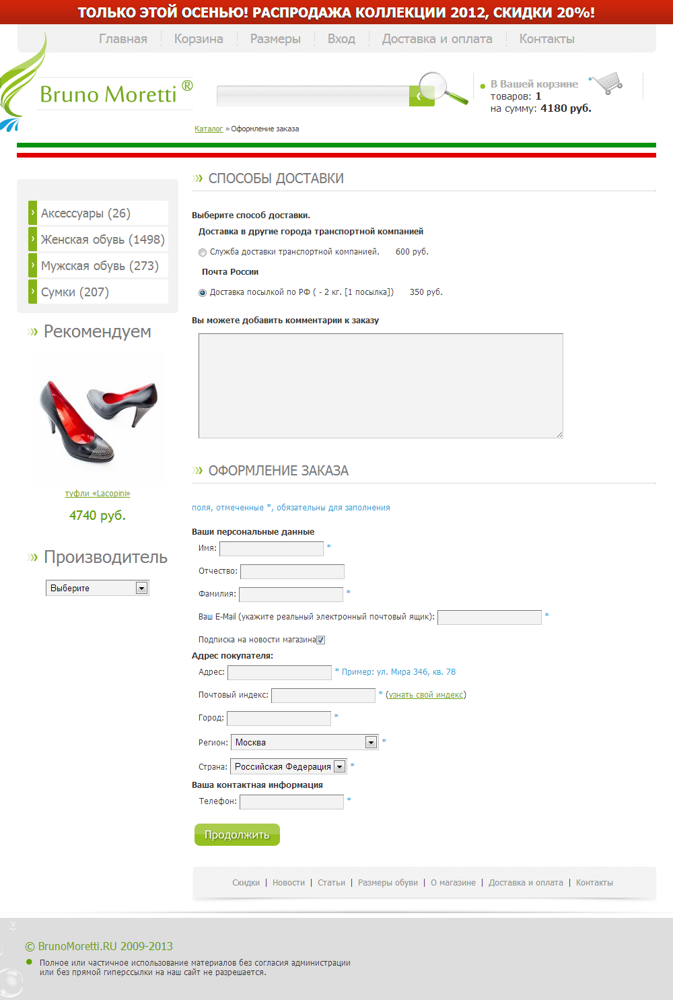 ТОЛЬКО ЭТОЙ ОСЕНЬЮ! РАСПРОДАЖА КОЛЛЕКЦИИ 2012, СКИДКИ 20%!
Главная Корзина Размеры Вход Доставка и оплата Контакты
Bruno Moretti ®
В Вашей корзине
товаров: 1
на сумму: 4180 руб.
Каталог » Оформление заказа
СПОСОБЫ ДОСТАВКИ
Аксессуары (26)
Женская обувь (1498)
Мужская обувь (273)
Сумки (207)
Рекомендуем
туфли «Lacopini»
4740 руб.
Производитель
Выберите
Выберите способ доставки.
Доставка в другие города транспортной компанией
Служба доставки транспортной компанией. 600 руб.
Почта России
Доставка посылкой по РФ ( - 2 кг. [1 посылка]) 350 руб.
Вы можете добавить комментарии к заказу
ОФОРМЛЕНИЕ ЗАКАЗА
поля, отмеченные *, обязательны для заполнения
Ваши персональные данные
Имя: *
Отчество:
Фамилия: *
Ваш E-Mail (укажите реальный электронный почтовый ящик): *
Подписка на новости магазина
Адрес покупателя:
Адрес: * Пример: ул. Мира 346, кв. 78
Почтовый индекс: * (узнать свой индекс)
Город: *
Регион: Москва *
Страна: Российская Федерация *
Ваша контактная информация
Телефон: *
Продолжить
Скидки | Новости | Статьи | Размеры обуви | О магазине | Доставка и оплата | Контакты
© BrunoMoretti.RU 2009-2013
Полное или частичное использование материалов без согласия администрации
или без прямой гиперссылки на наш сайт не разрешается.